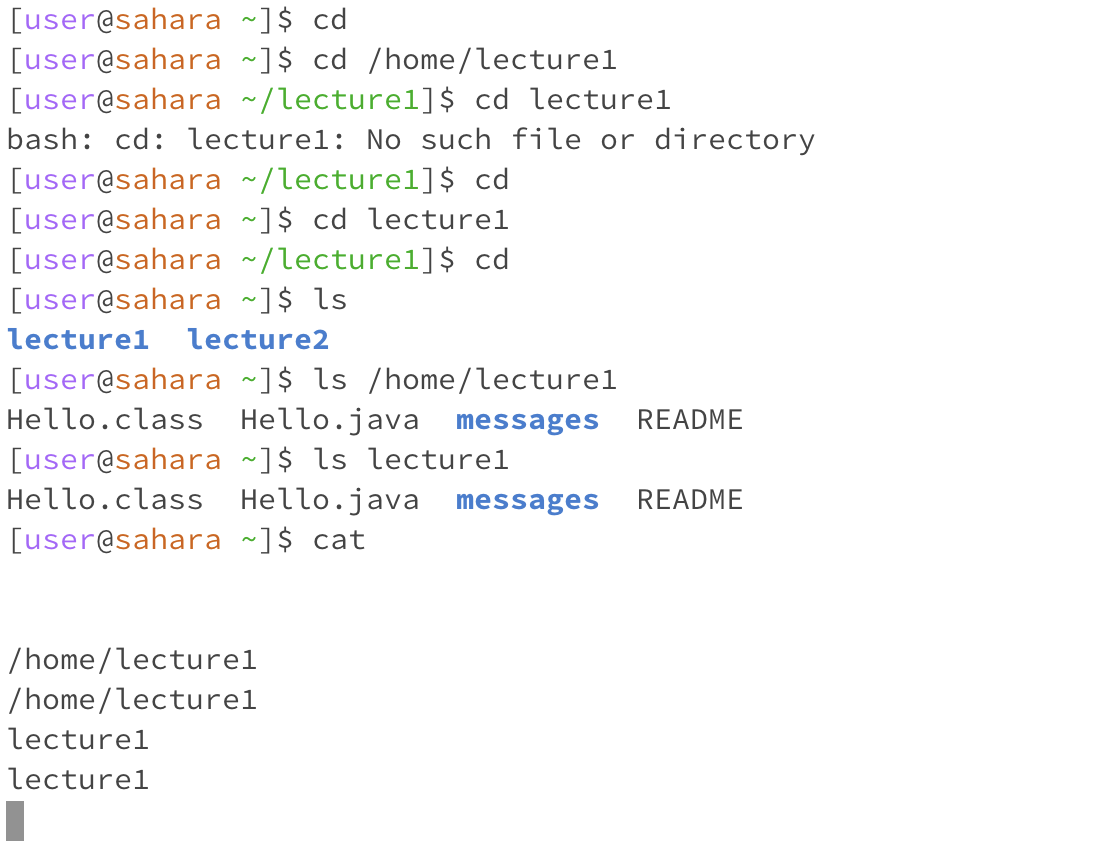 [user@sahara ~]$ cd
[user@sahara ~]$ cd /home/lecture1
[user@sahara ~/lecture1]$ cd lecture1
bash: cd: lecture1: No such file or directory
[user@sahara ~/lecture1]$ cd
[user@sahara ~]$ cd lecture1
[user@sahara ~/lecture1]$ cd
[user@sahara ~]$ ls
lecture1  lecture2
[user@sahara ~]$ ls /home/lecture1
Hello.class  Hello.java  messages  README
[user@sahara ~]$ ls lecture1
Hello.class  Hello.java  messages  README
[user@sahara ~]$ cat
/home/lecture1
/home/lecture1
lecture1
lecture1